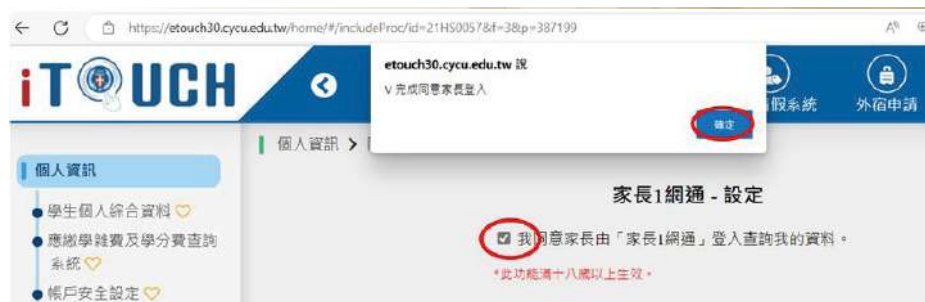 https://etouch30.cycu.edu.tw/home/#/includeProc/id=21HS0057&f=3&p=387199
iTOUCH
etouch30.cycu.edu.tw 說
V 完成同意家長登入
確定
假系統
外宿申請
個人資訊 >
個人資訊
學生個人綜合資料
應繳學雜費及學分費查詢
系統
帳戶安全設定
家長1網通 - 設定
我同意家長由「家長1網通」登入查詢我的資料。
*此功能滿十八歲以上生效。